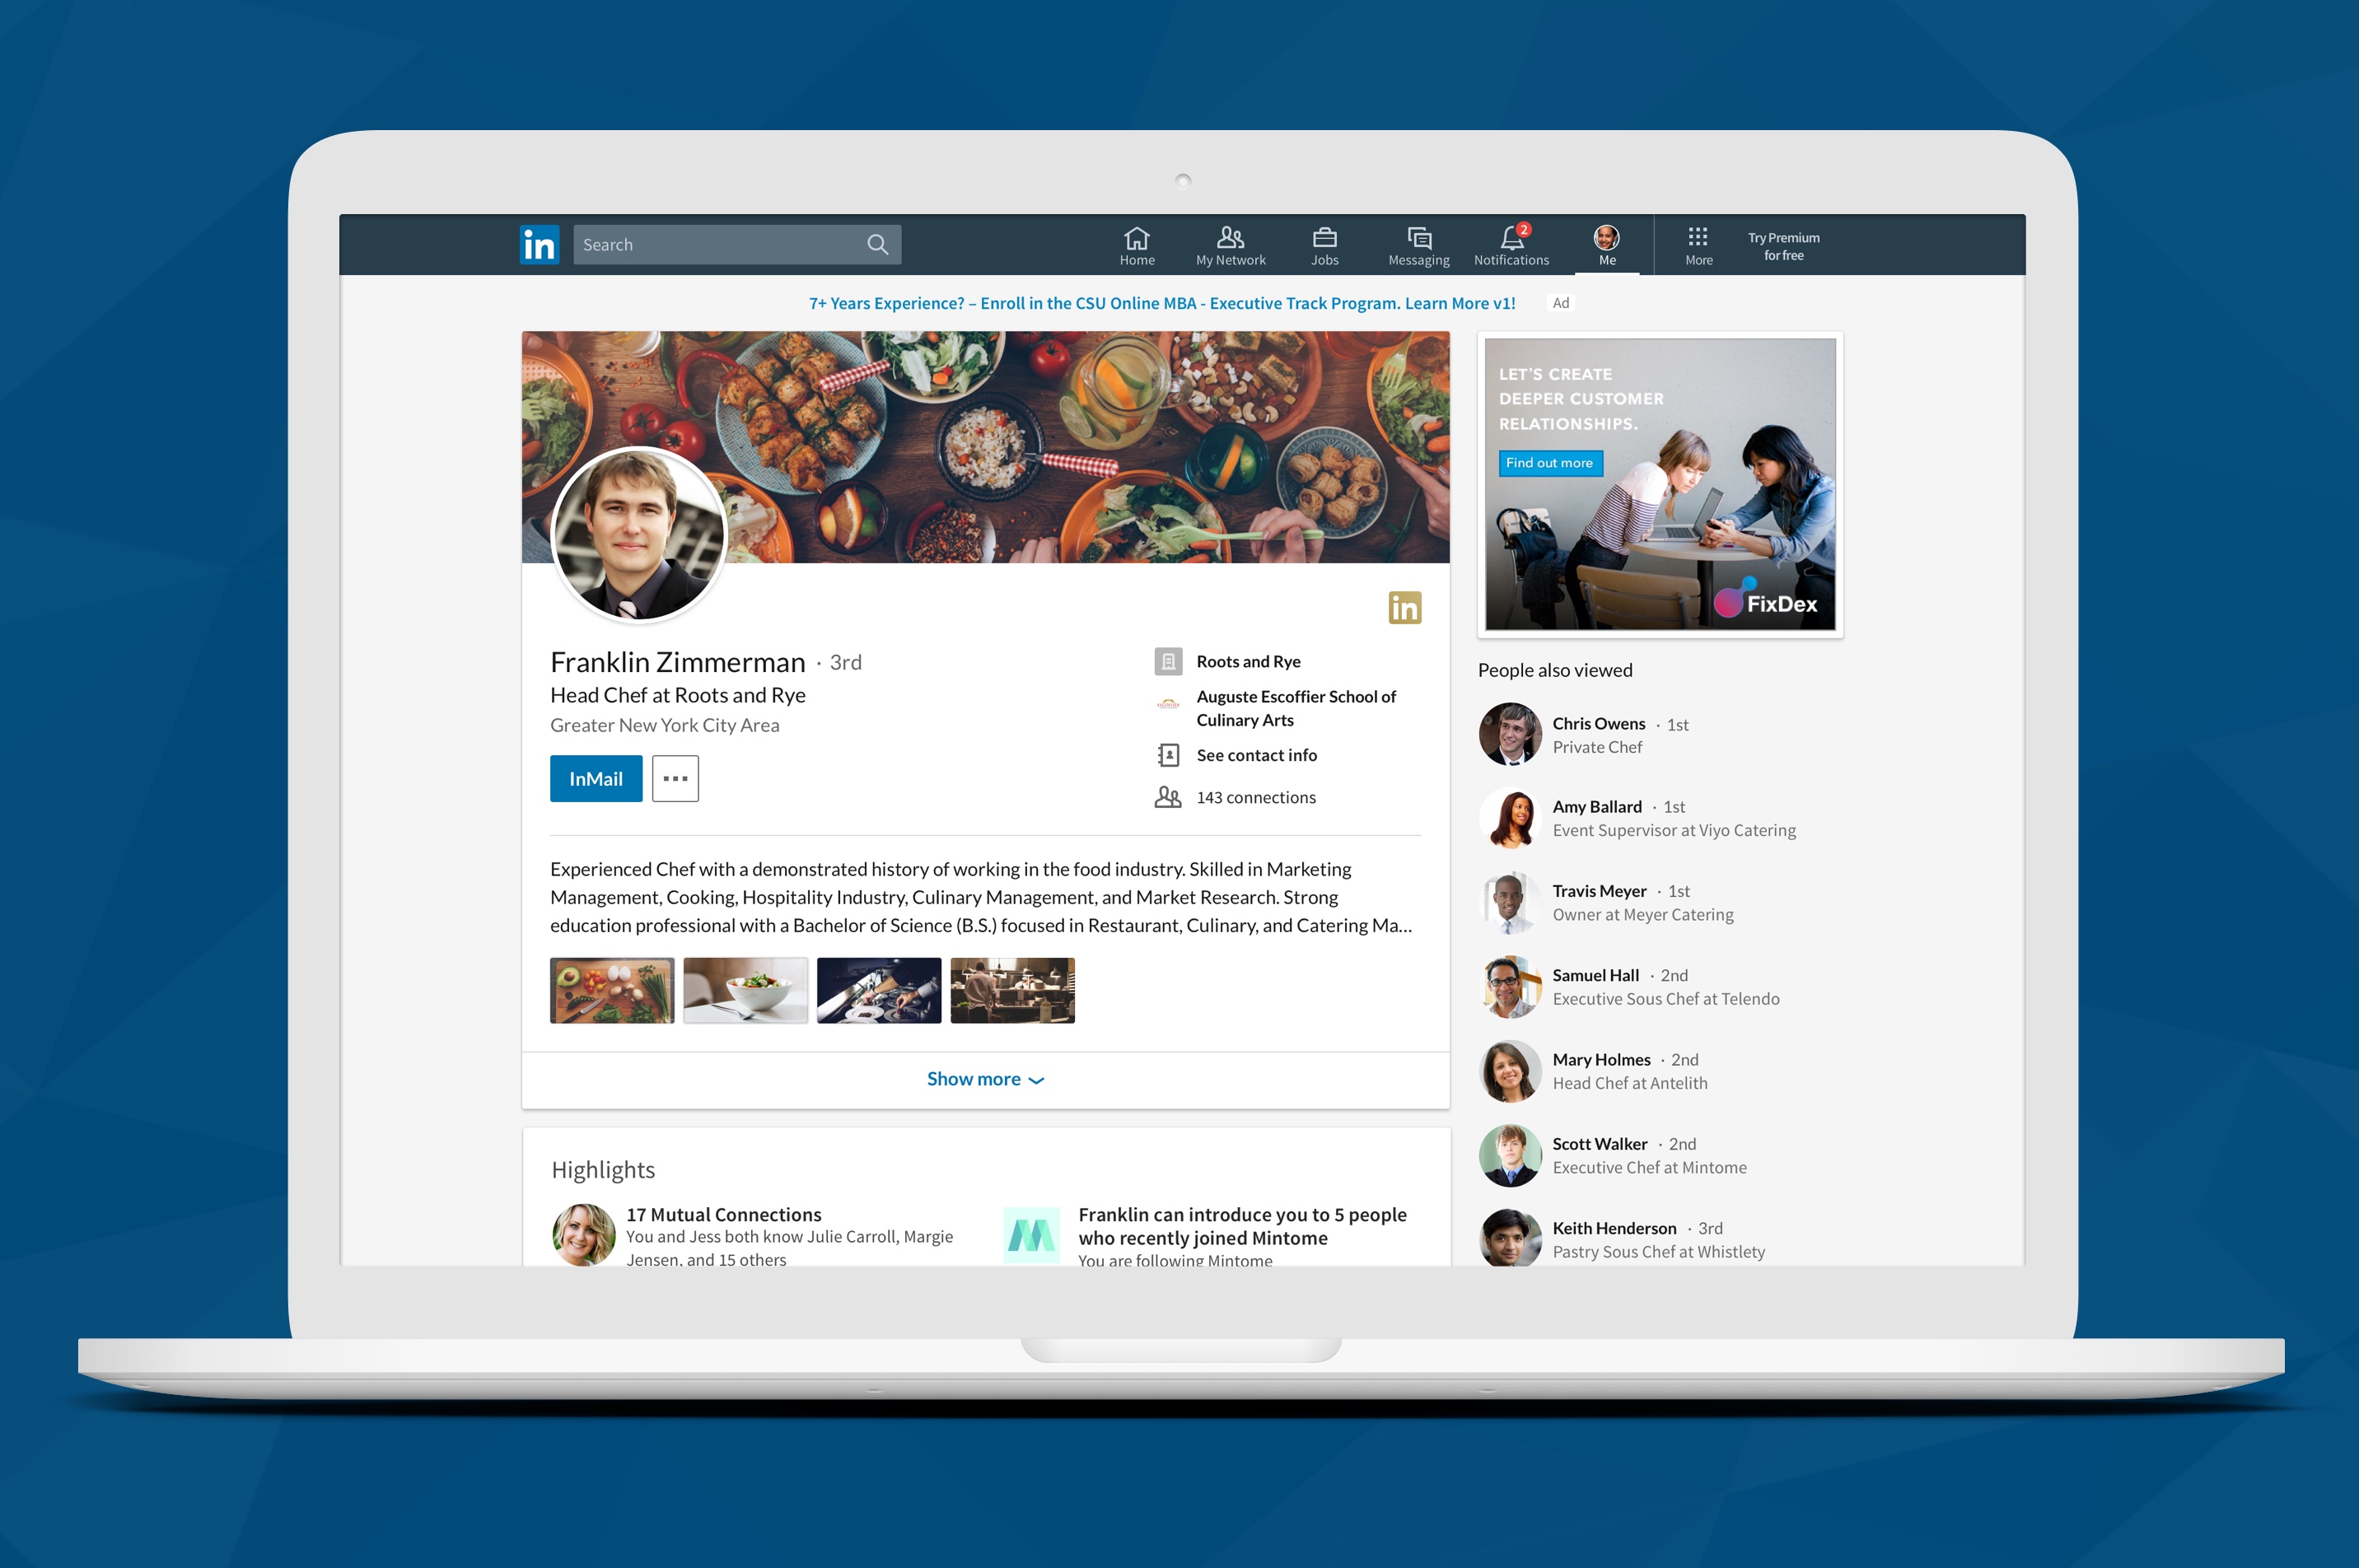 in
Search
Home
My Network
Jobs
Messaging
2
Notifications
Me
More
Try Premium
for free
7+ Years Experience? – Enroll in the CSU Online MBA - Executive Track Program. Learn More v1!
Ad
in
Franklin Zimmerman · 3rd
Head Chef at Roots and Rye
Greater New York City Area
InMail
...
Roots and Rye
Auguste Escoffier School of
Culinary Arts
See contact info
143 connections
Experienced Chef with a demonstrated history of working in the food industry. Skilled in Marketing
Management, Cooking, Hospitality Industry, Culinary Management, and Market Research. Strong
education professional with a Bachelor of Science (B.S.) focused in Restaurant, Culinary, and Catering Ma...
Show more
Highlights
17 Mutual Connections
You and Jess both know Julie Carroll, Margie
Jensen, and 15 others
Franklin can introduce you to 5 people
who recently joined Mintome
You are following Mintome
LET'S CREATE
DEEPER CUSTOMER
RELATIONSHIPS.
Find out more
FixDex
People also viewed
Chris Owens · 1st
Private Chef
Amy Ballard · 1st
Event Supervisor at Viyo Catering
Travis Meyer · 1st
Owner at Meyer Catering
Samuel Hall · 2nd
Executive Sous Chef at Telendo
Mary Holmes · 2nd
Head Chef at Antelith
Scott Walker · 2nd
Executive Chef at Mintome
Keith Henderson · 3rd
Pastry Sous Chef at Whistlety